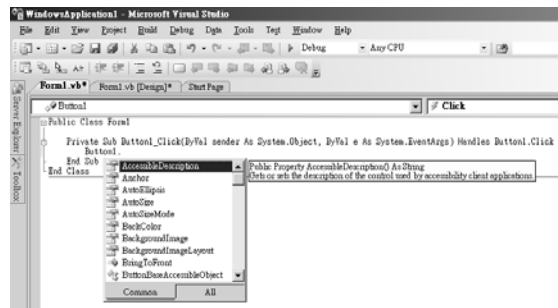 WindowsApplication1 - Microsoft Visual Studio
File Edit View Project Build Debug Data Tools Test Window Help
Debug Any CPU
Form1.vb* Form1.vb [Design]* Start Page
Server Explorer
Toolbox
Button1 Click
Public Class Form1
Private Sub Button1_Click(ByVal sender As System.Object, ByVal e As System.EventArgs) Handles Button1.Click
Button1.
End Sub
End Class
AccessibleDescription
Anchor
AutoEllipsis
AutoSize
AutoSizeMode
BackColor
BackgroundImage
BackgroundImageLayout
BringToFront
ButtonBaseAccessibleObject
Common All
Public Property AccessibleDescription() As String
Gets or sets the description of the control used by accessibility client applications.